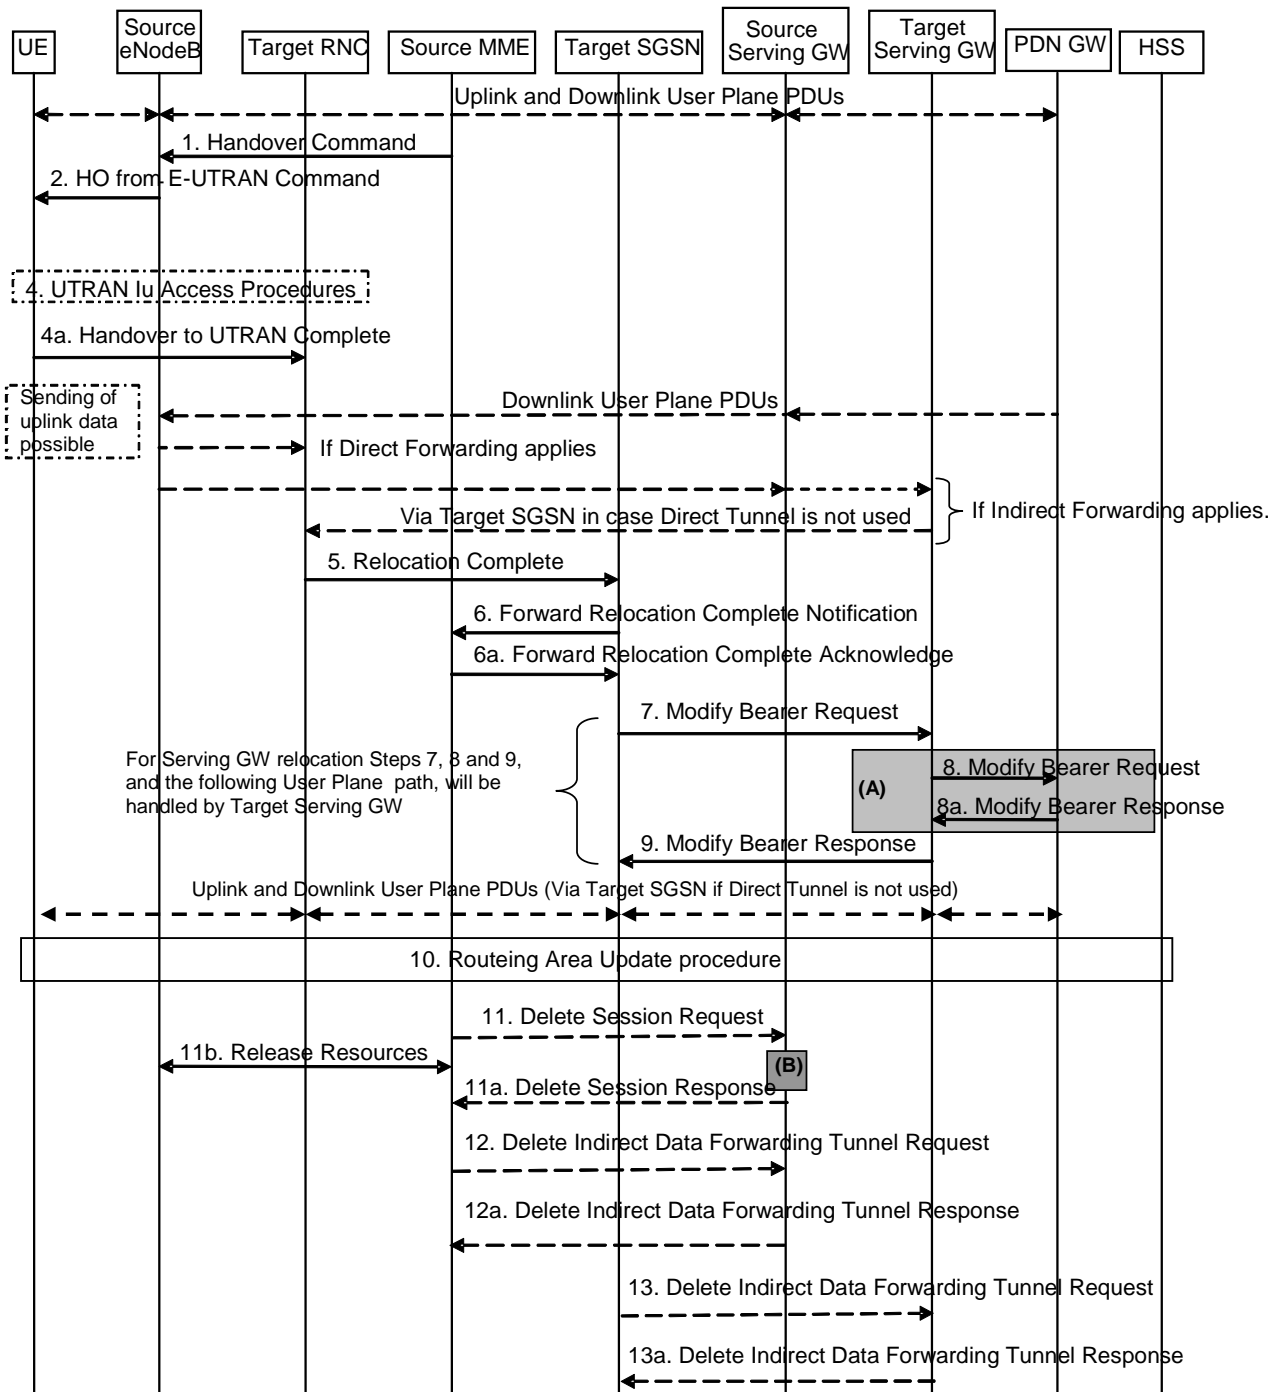 UE
Source
eNodeB
Target RNC
Source MME
Target SGSN
Source
Serving GW
Target
Serving GW
PDN GW
HSS
Uplink and Downlink User Plane PDUs
1. Handover Command
2. HO from E-UTRAN Command
4. UTRAN Iu Access Procedures
4a. Handover to UTRAN Complete
Sending of
uplink data
possible
Downlink User Plane PDUs
If Direct Forwarding applies
Via Target SGSN in case Direct Tunnel is not used
If Indirect Forwarding applies.
5. Relocation Complete
6. Forward Relocation Complete Notification
6a. Forward Relocation Complete Acknowledge
7. Modify Bearer Request
For Serving GW relocation Steps 7, 8 and 9,
and the following User Plane path, will be
handled by Target Serving GW
(A)
8. Modify Bearer Request
8a. Modify Bearer Response
9. Modify Bearer Response
Uplink and Downlink User Plane PDUs (Via Target SGSN if Direct Tunnel is not used)
10. Routeing Area Update procedure
11. Delete Session Request
11b. Release Resources
(B)
11a. Delete Session Response
12. Delete Indirect Data Forwarding Tunnel Request
12a. Delete Indirect Data Forwarding Tunnel Response
13. Delete Indirect Data Forwarding Tunnel Request
13a. Delete Indirect Data Forwarding Tunnel Response